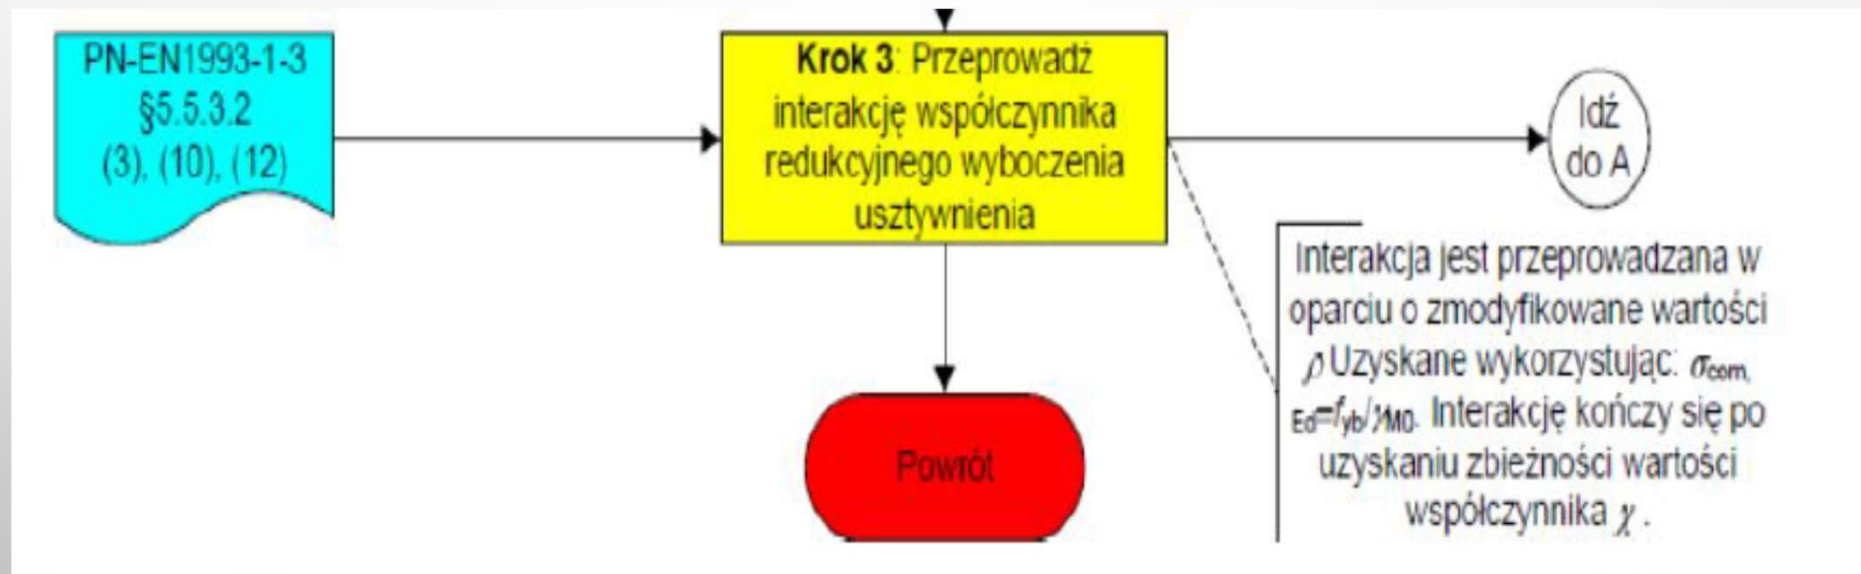 PN-EN1993-1-3
§5.5.3.2
(3), (10), (12)
Krok 3: Przeprowadź
interakcję współczynnika
redukcyjnego wyboczenia
usztywnienia
Idź
do A
Interakcja jest przeprowadzana w
oparciu o zmodyfikowane wartości
ρ Uzyskane wykorzystując: σcom,
Ed=fyb/γM0. Interakcję kończy się po
uzyskaniu zbieżności wartości
współczynnika χ .
Powrót